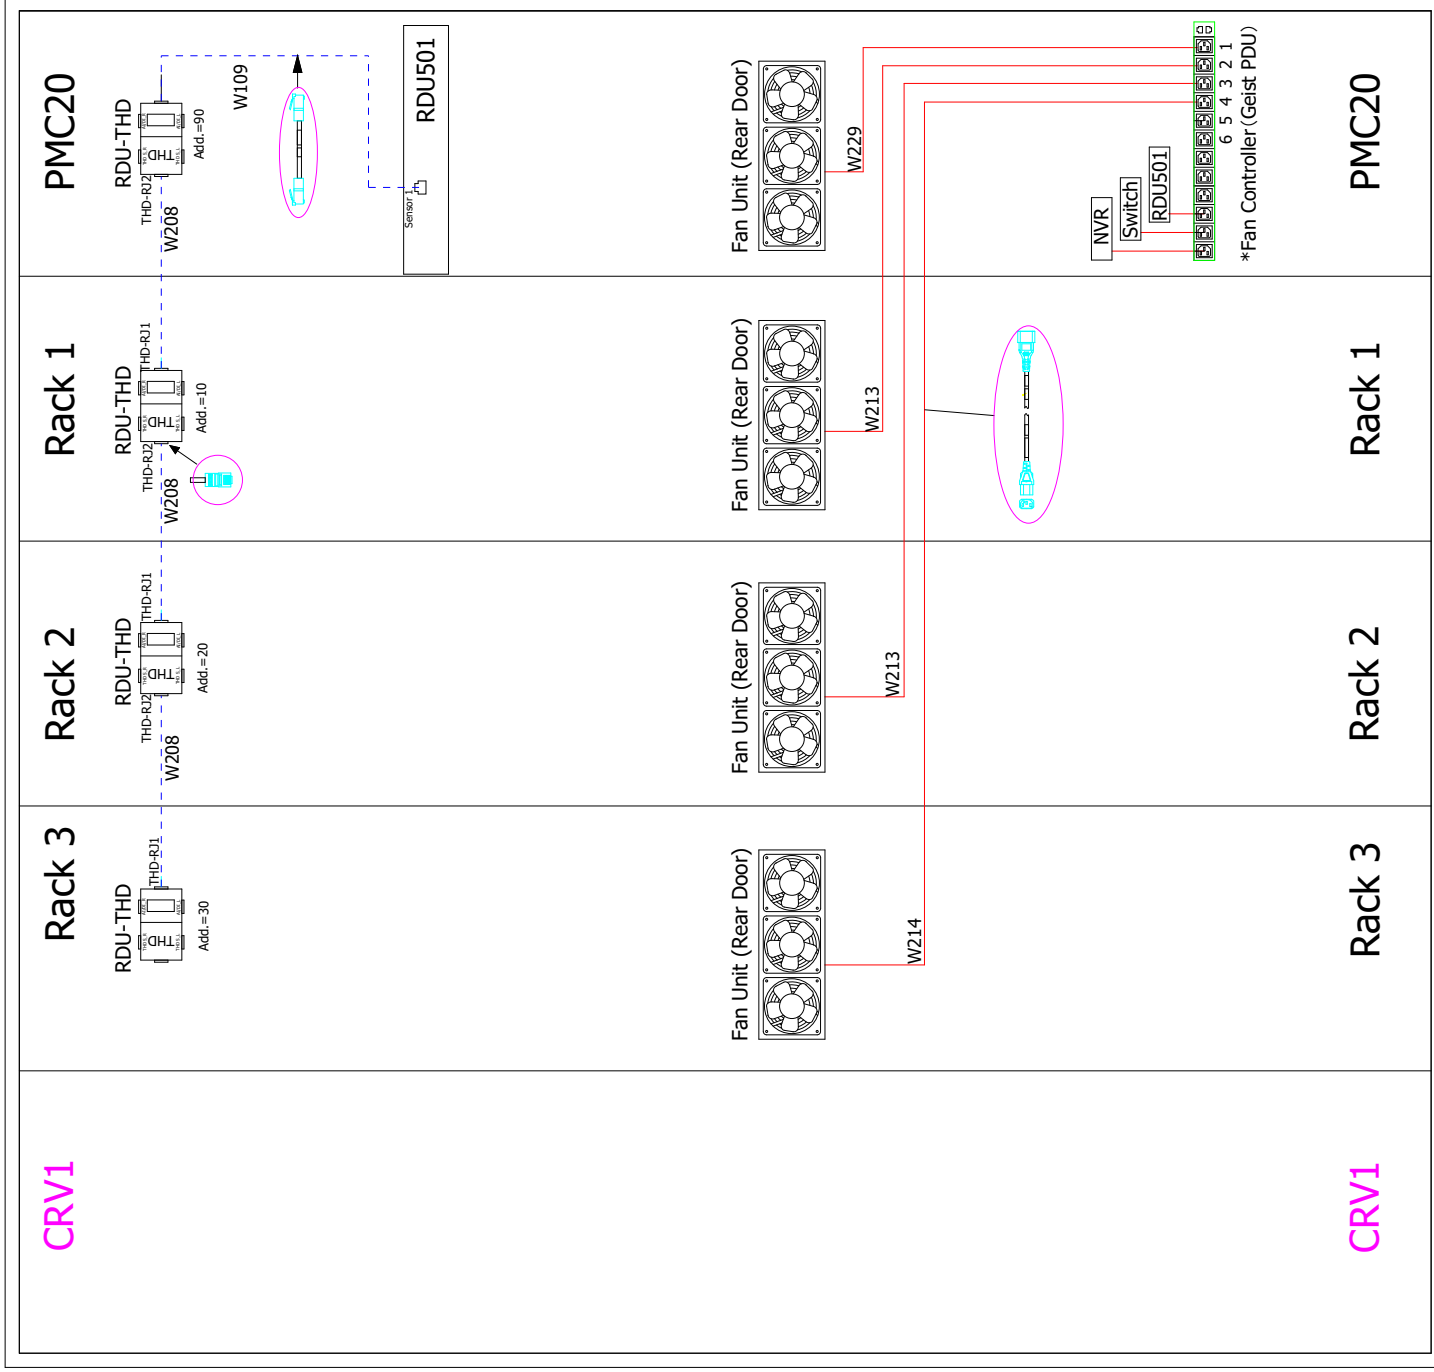 PMC20
RDU-THD
THD
Add.=90
THD-RJ2
W208
W109
RDU501
Sensor 1
Fan Unit (Rear Door)
W229
1
2
3
4
5
6
*Fan Controller(Geist PDU)
NVR
Switch
RDU501
PMC20
Rack 1
RDU-THD
THD-RJ1
THD
Add.=10
THD-RJ2
W208
Fan Unit (Rear Door)
W213
Rack 1
Rack 2
RDU-THD
THD-RJ1
THD
Add.=20
THD-RJ2
W208
Fan Unit (Rear Door)
W213
Rack 2
Rack 3
RDU-THD
THD-RJ1
THD
Add.=30
Fan Unit (Rear Door)
W214
Rack 3
CRV1
CRV1